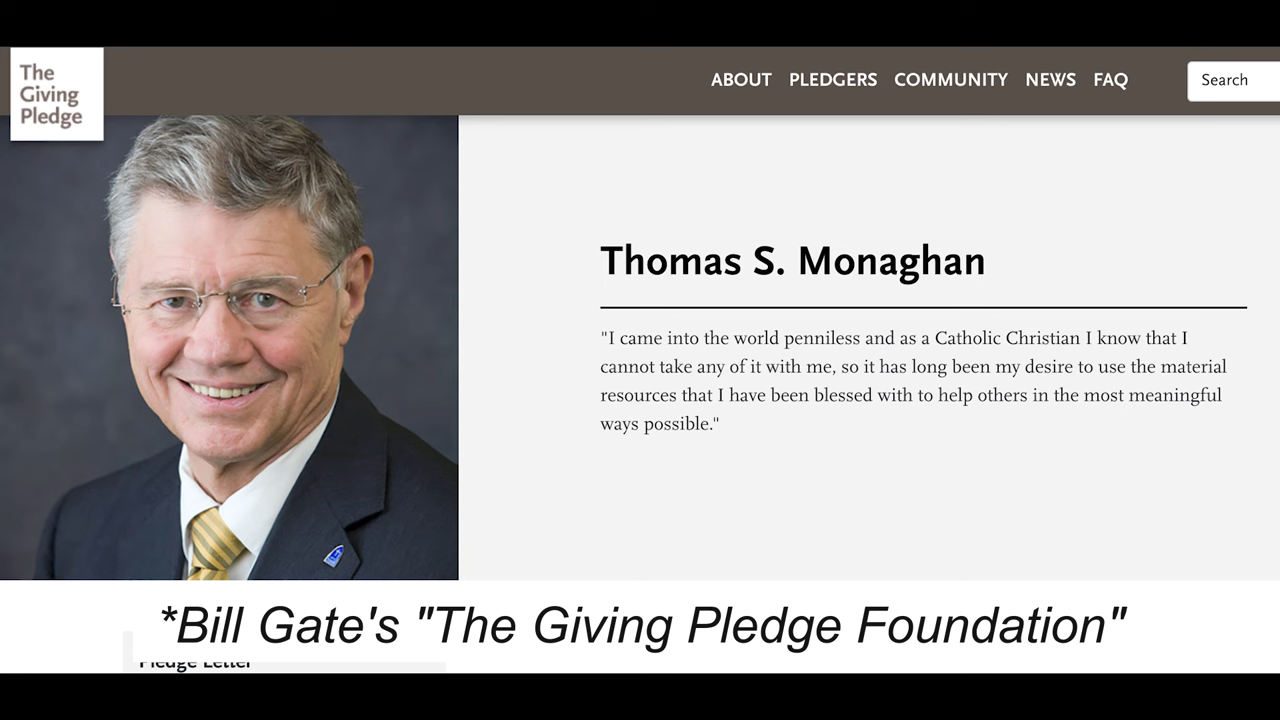 The
Giving
Pledge
ABOUT PLEDGERS COMMUNITY NEWS FAQ Search
Thomas S. Monaghan
"I came into the world penniless and as a Catholic Christian I know that I
cannot take any of it with me, so it has long been my desire to use the material
resources that I have been blessed with to help others in the most meaningful
ways possible."
*Bill Gate's "The Giving Pledge Foundation"
Pledge Letter